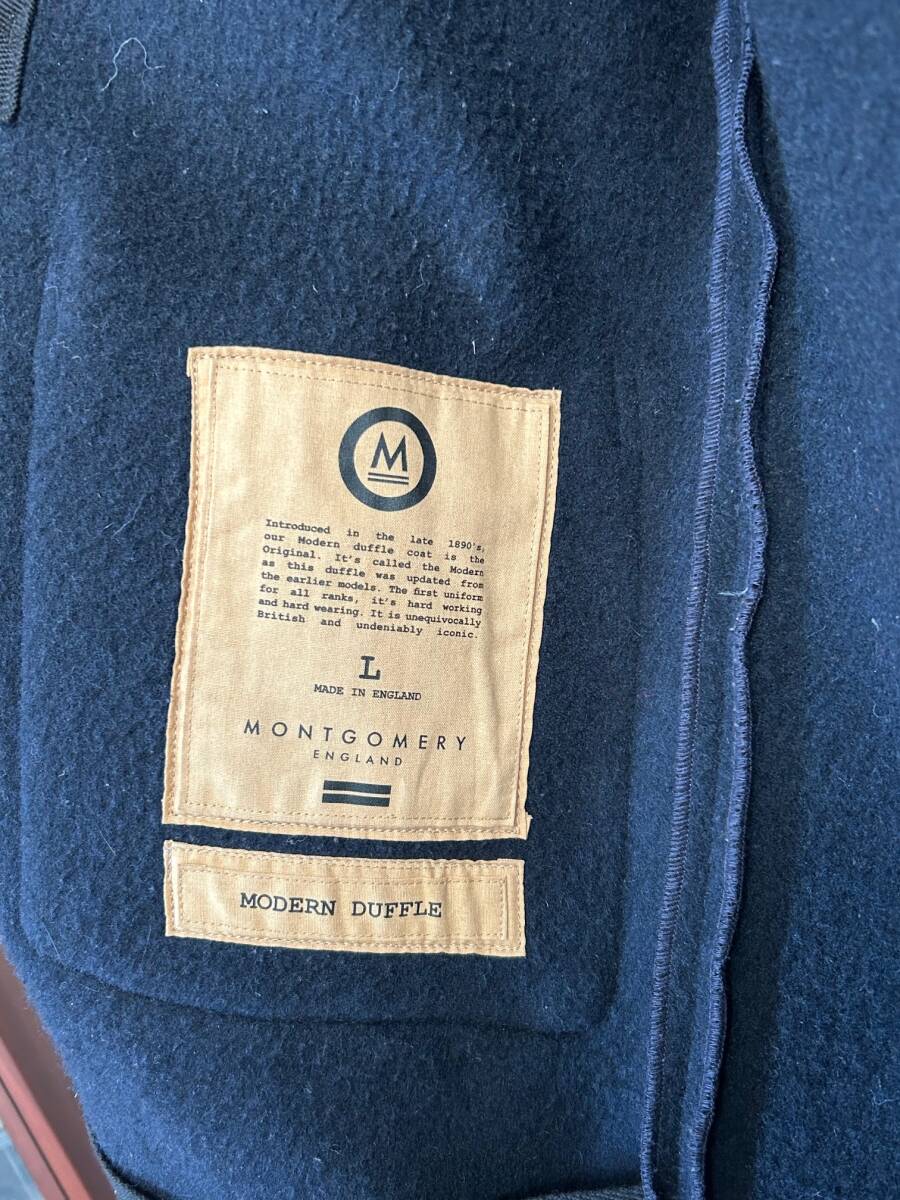 M
Introduced in the late 1890's,
our Modern duffle coat is the
Original. It's called the Modern
as this duffle was updated from
the earlier models. The first uniform
for all ranks, it's hard working
and hard wearing. It is unequivocally
British and undeniably iconic.
L
MADE IN ENGLAND
MONTGOMERY
ENGLAND
MODERN DUFFLE